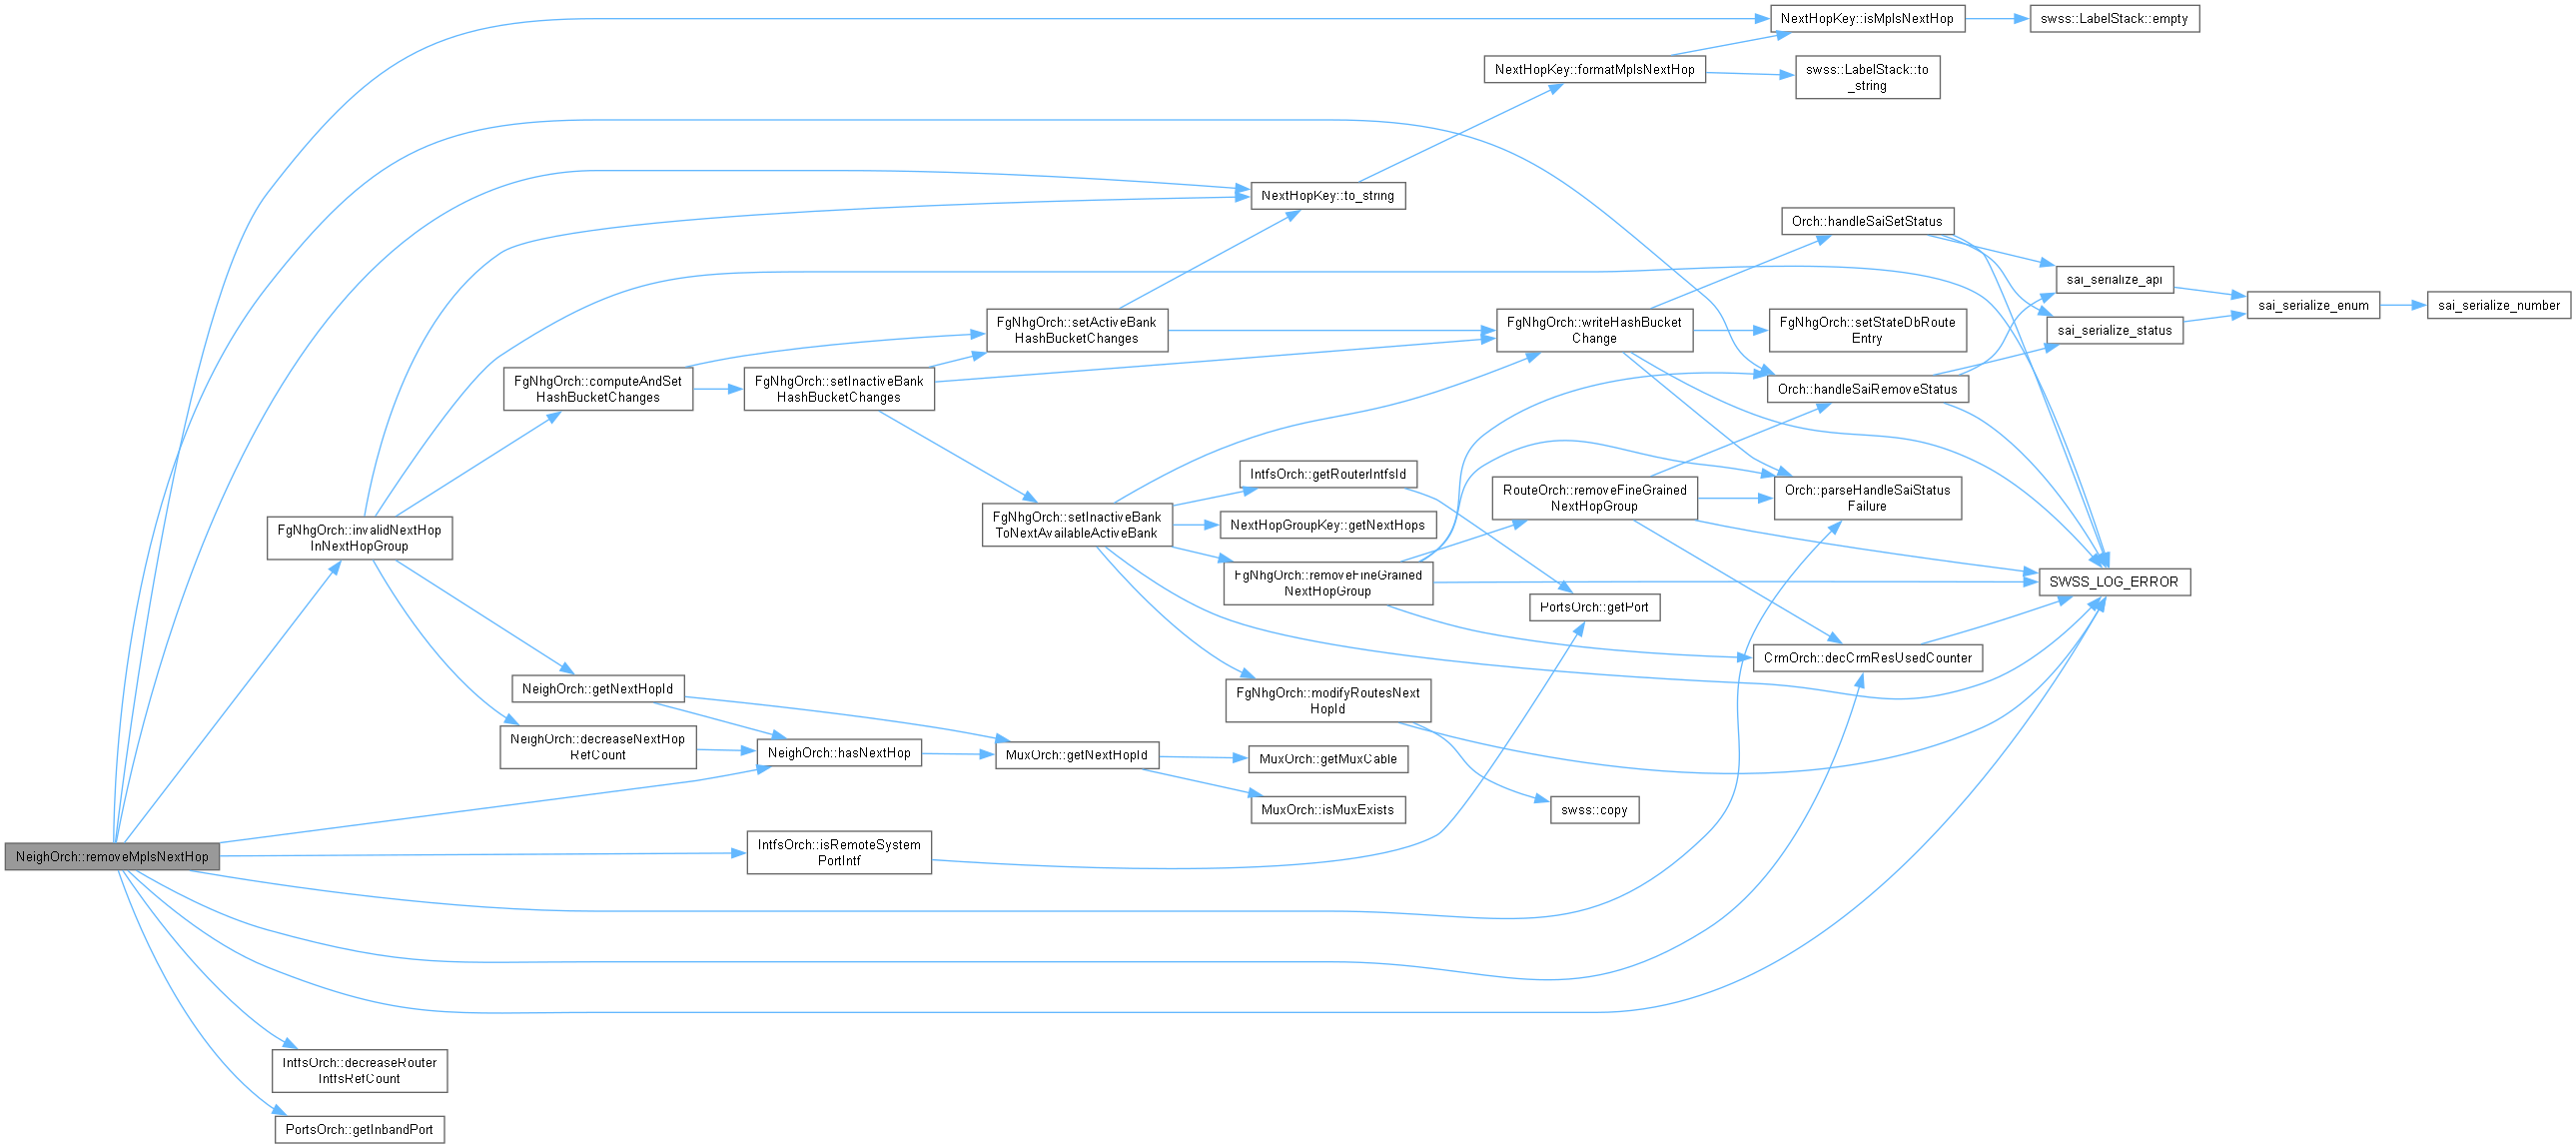 NextHopKey::isMplsNextHop
swss::LabelStack::empty
NextHopKey::formatMplsNextHop
swss::LabelStack::to
_string
NextHopKey::to_string
Orch::handleSaiSetStatus
sai_serialize_api
sai_serialize_enum
sai_serialize_number
FgNhgOrch::setActiveBank
HashBucketChanges
FgNhgOrch::writeHashBucket
Change
FgNhgOrch::setStateDbRoute
Entry
sai_serialize_status
FgNhgOrch::computeAndSet
HashBucketChanges
FgNhgOrch::setInactiveBank
HashBucketChanges
Orch::handleSaiRemoveStatus
IntfsOrch::getRouterIntfsId
RouteOrch::removeFineGrained
NextHopGroup
Orch::parseHandleSaiStatus
Failure
FgNhgOrch::setInactiveBank
ToNextAvailableActiveBank
NextHopGroupKey::getNextHops
FgNhgOrch::invalidNextHop
InNextHopGroup
FgNhgOrch::removeFineGrained
NextHopGroup
SWSS_LOG_ERROR
PortsOrch::getPort
CrmOrch::decCrmResUsedCounter
NeighOrch::getNextHopId
FgNhgOrch::modifyRoutesNext
HopId
NeighOrch::decreaseNextHop
RefCount
NeighOrch::hasNextHop
MuxOrch::getNextHopId
MuxOrch::getMuxCable
MuxOrch::isMuxExists
swss::copy
NeighOrch::removeMplsNextHop
IntfsOrch::isRemoteSystem
PortIntf
IntfsOrch::decreaseRouter
IntfsRefCount
PortsOrch::getInbandPort